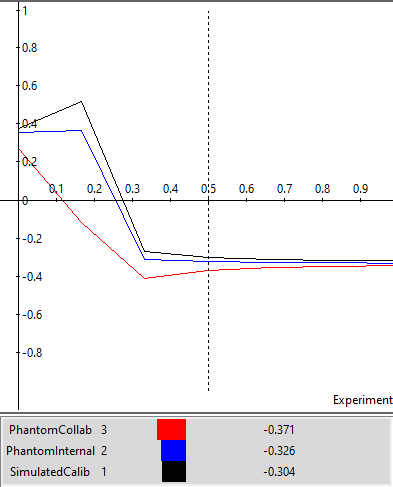 1
0.8
0.6
0.4
0.2
0.1 0.2 0.3 0.4 0.5 0.6 0.7 0.8 0.9
0
-0.2
-0.4
-0.6
-0.8
Experiment
PhantomCollab 3 -0.371
PhantomInternal 2 -0.326
SimulatedCalib 1 -0.304